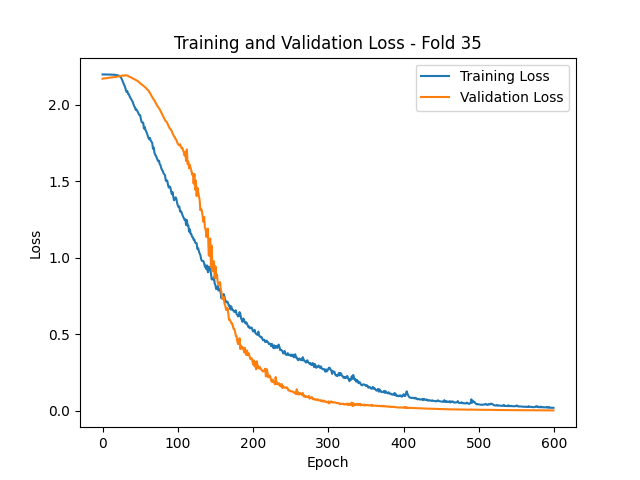 Training and Validation Loss - Fold 35
Training Loss
Validation Loss
Loss
2.0
1.5
1.0
0.5
0.0
0 100 200 300 400 500 600
Epoch